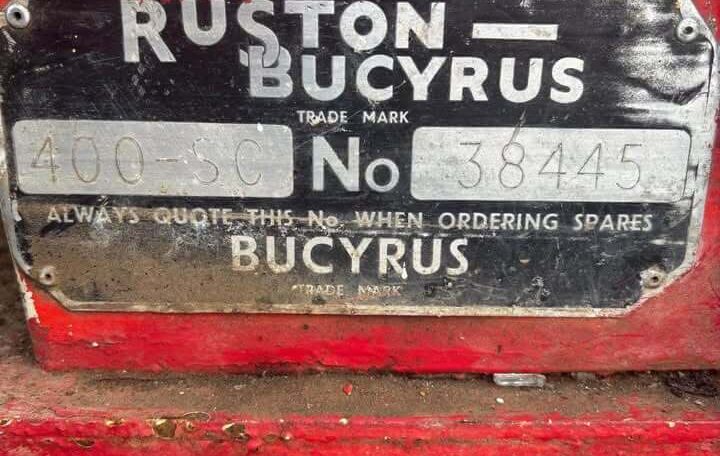 RUSTON —
BUCYRUS
TRADE MARK
400-SC No 38445
ALWAYS QUOTE THIS No. WHEN ORDERING SPARES
BUCYRUS
TRADE MARK